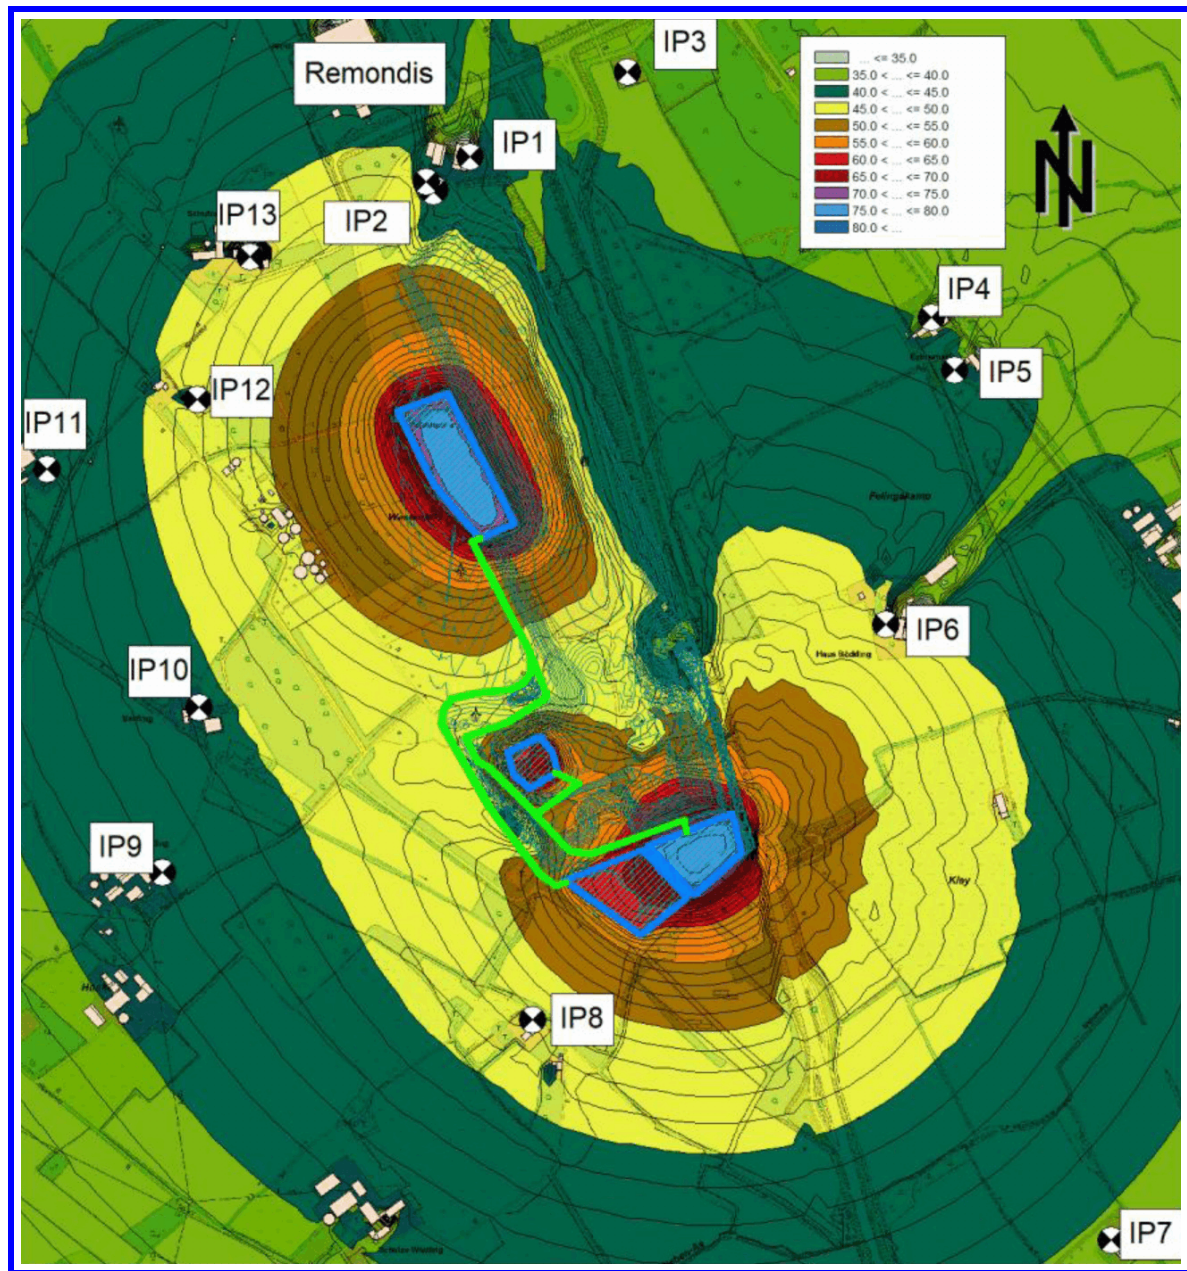 IP3
Remondis
... <= 35.0
35.0 < ... <= 40.0
40.0 < ... <= 45.0
45.0 < ... <= 50.0
50.0 < ... <= 55.0
55.0 < ... <= 60.0
60.0 < ... <= 65.0
65.0 < ... <= 70.0
70.0 < ... <= 75.0
75.0 < ... <= 80.0
80.0 < ...
N
IP1
IP13
IP2
IP4
IP5
IP12
IP11
IP6
Haus Södding
IP10
IP9
Kley
IP8
IP7